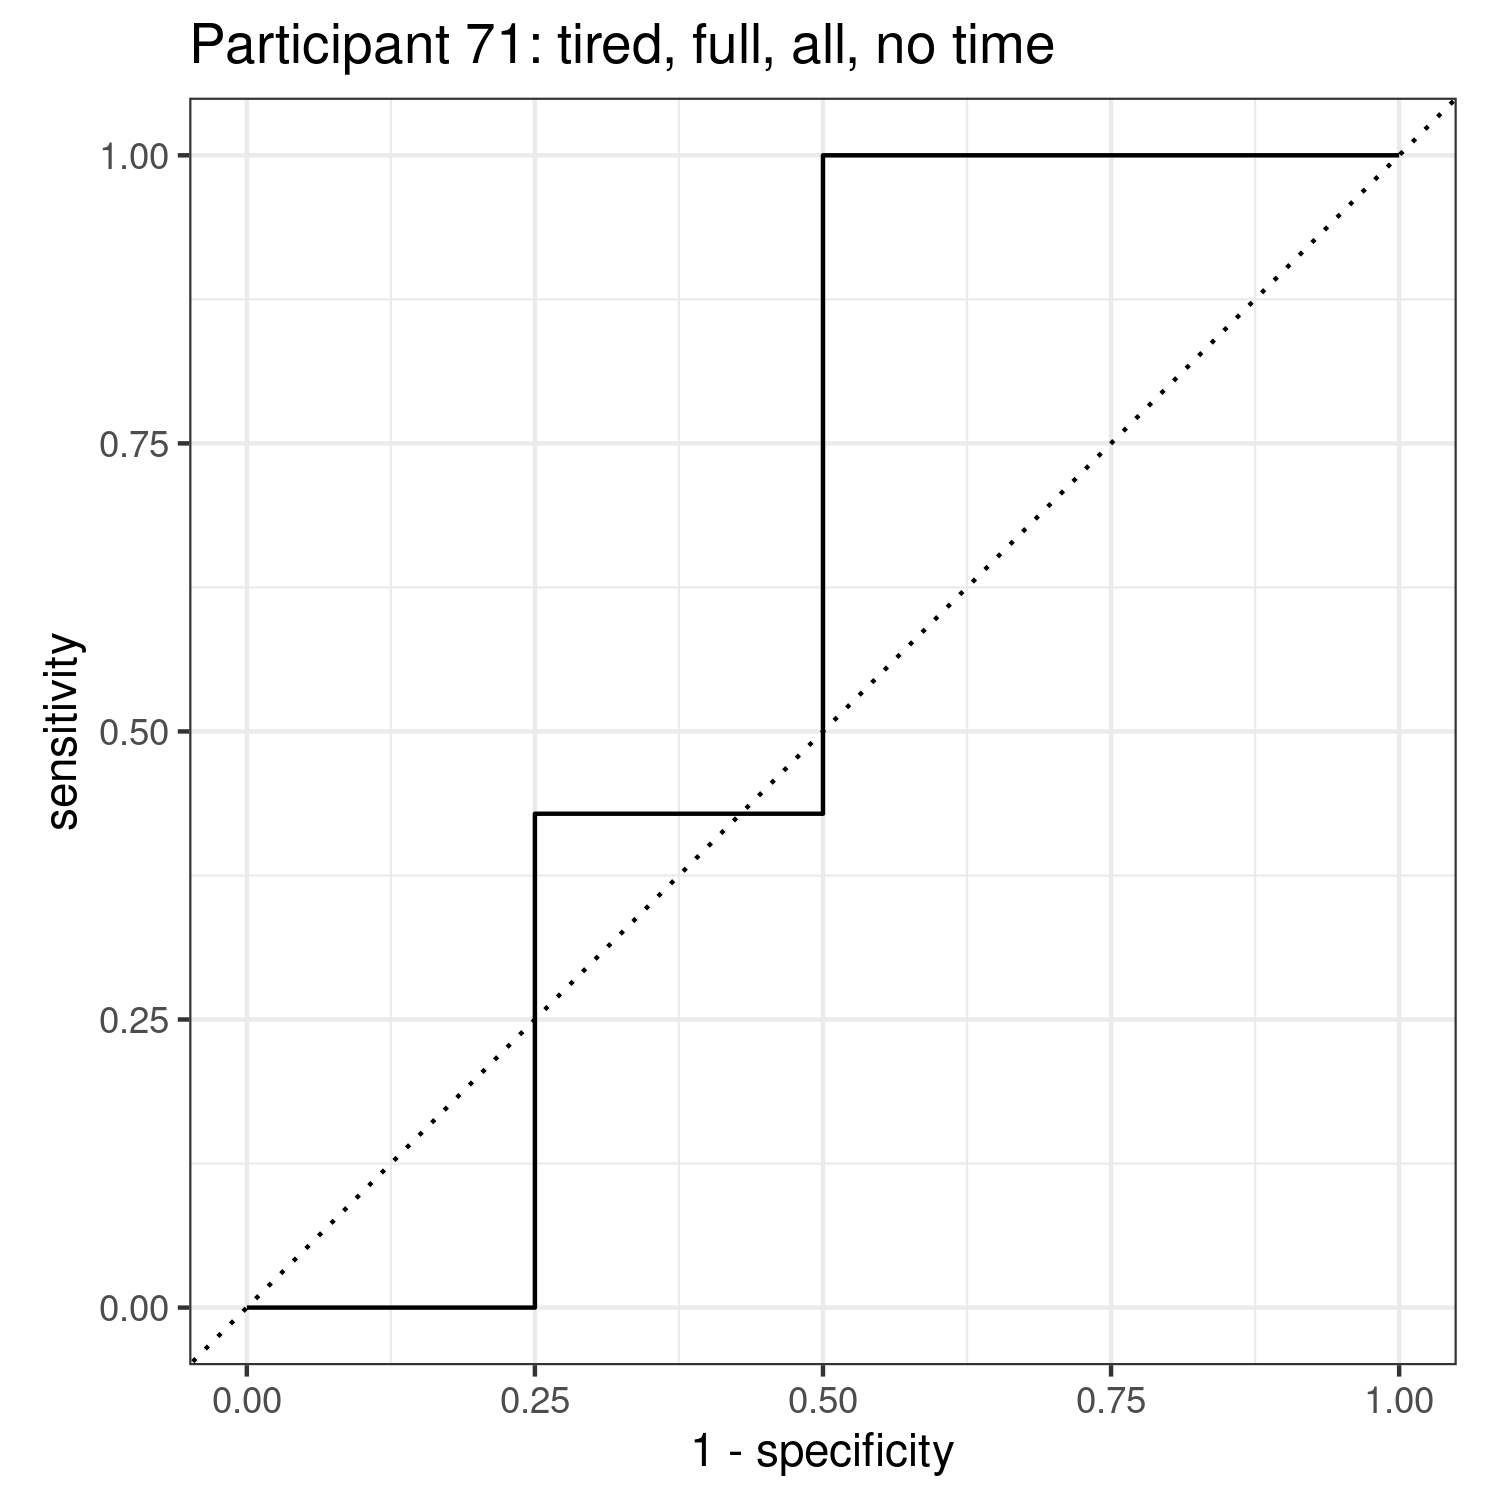 Participant 71: tired, full, all, no time
1.00
0.75
0.50
0.25
0.00
sensitivity
0.00 0.25 0.50 0.75 1.00
1 - specificity